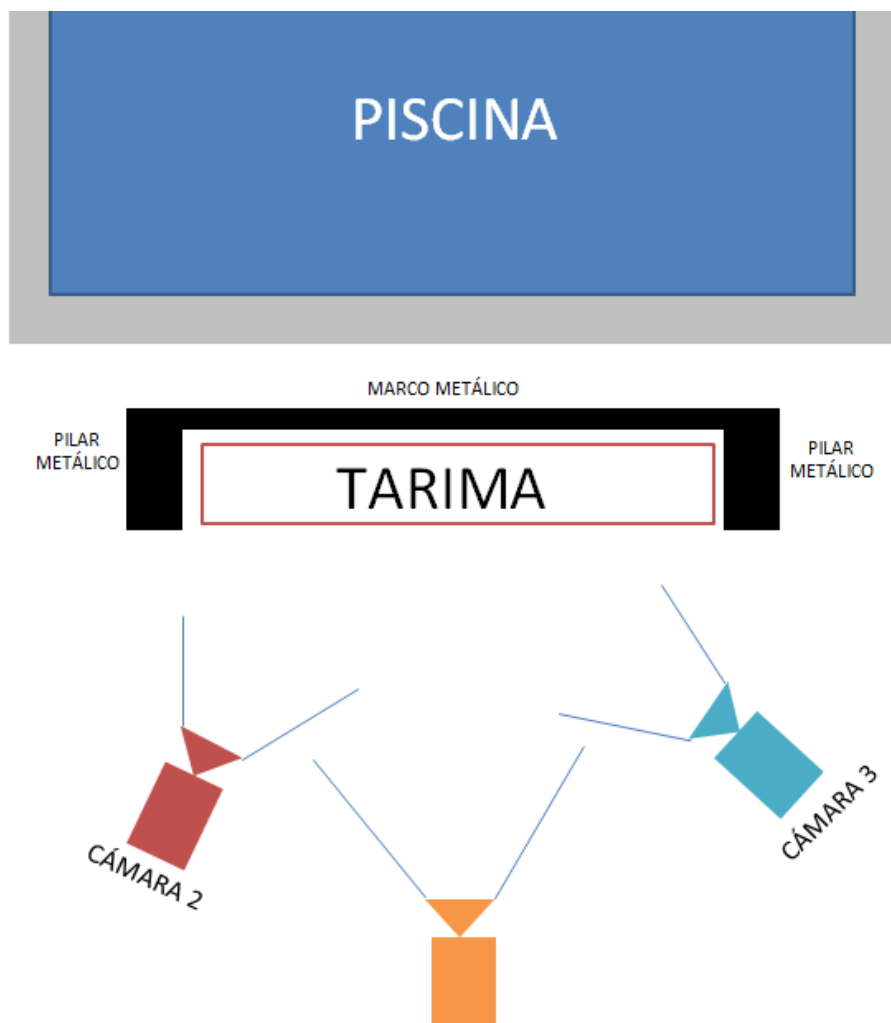 PISCINA
MARCO METÁLICO
PILAR
METÁLICO
TARIMA
PILAR
METÁLICO
CÁMARA 2
CÁMARA 3